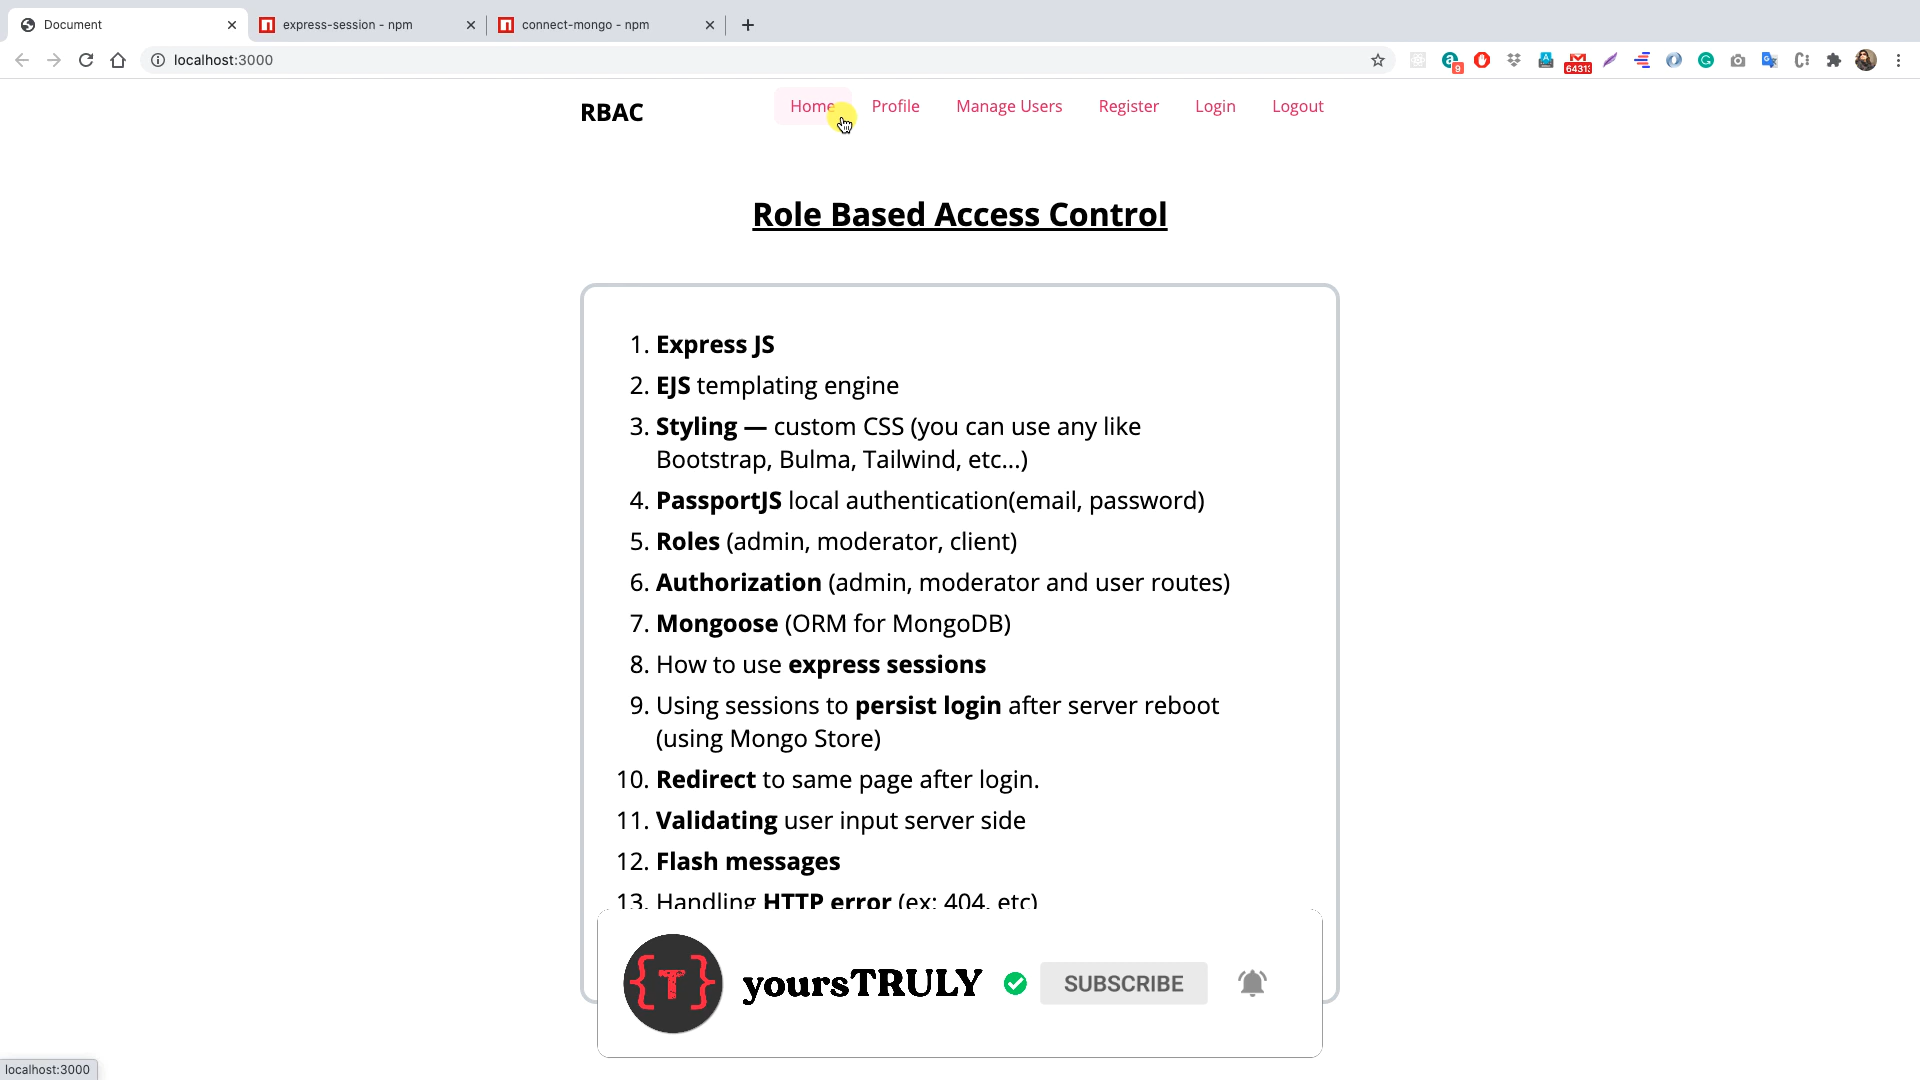 Document
express-session - npm
connect-mongo - npm
localhost:3000
9
64313
RBAC
Home
Profile
Manage Users
Register
Login
Logout
Role Based Access Control
1. Express JS
2. EJS templating engine
3. Styling — custom CSS (you can use any like
Bootstrap, Bulma, Tailwind, etc...)
4. PassportJS local authentication(email, password)
5. Roles (admin, moderator, client)
6. Authorization (admin, moderator and user routes)
7. Mongoose (ORM for MongoDB)
8. How to use express sessions
9. Using sessions to persist login after server reboot
(using Mongo Store)
10. Redirect to same page after login.
11. Validating user input server side
12. Flash messages
13. Handling HTTP error (ex: 404, etc)
{T}
yoursTRULY
SUBSCRIBE
localhost:3000